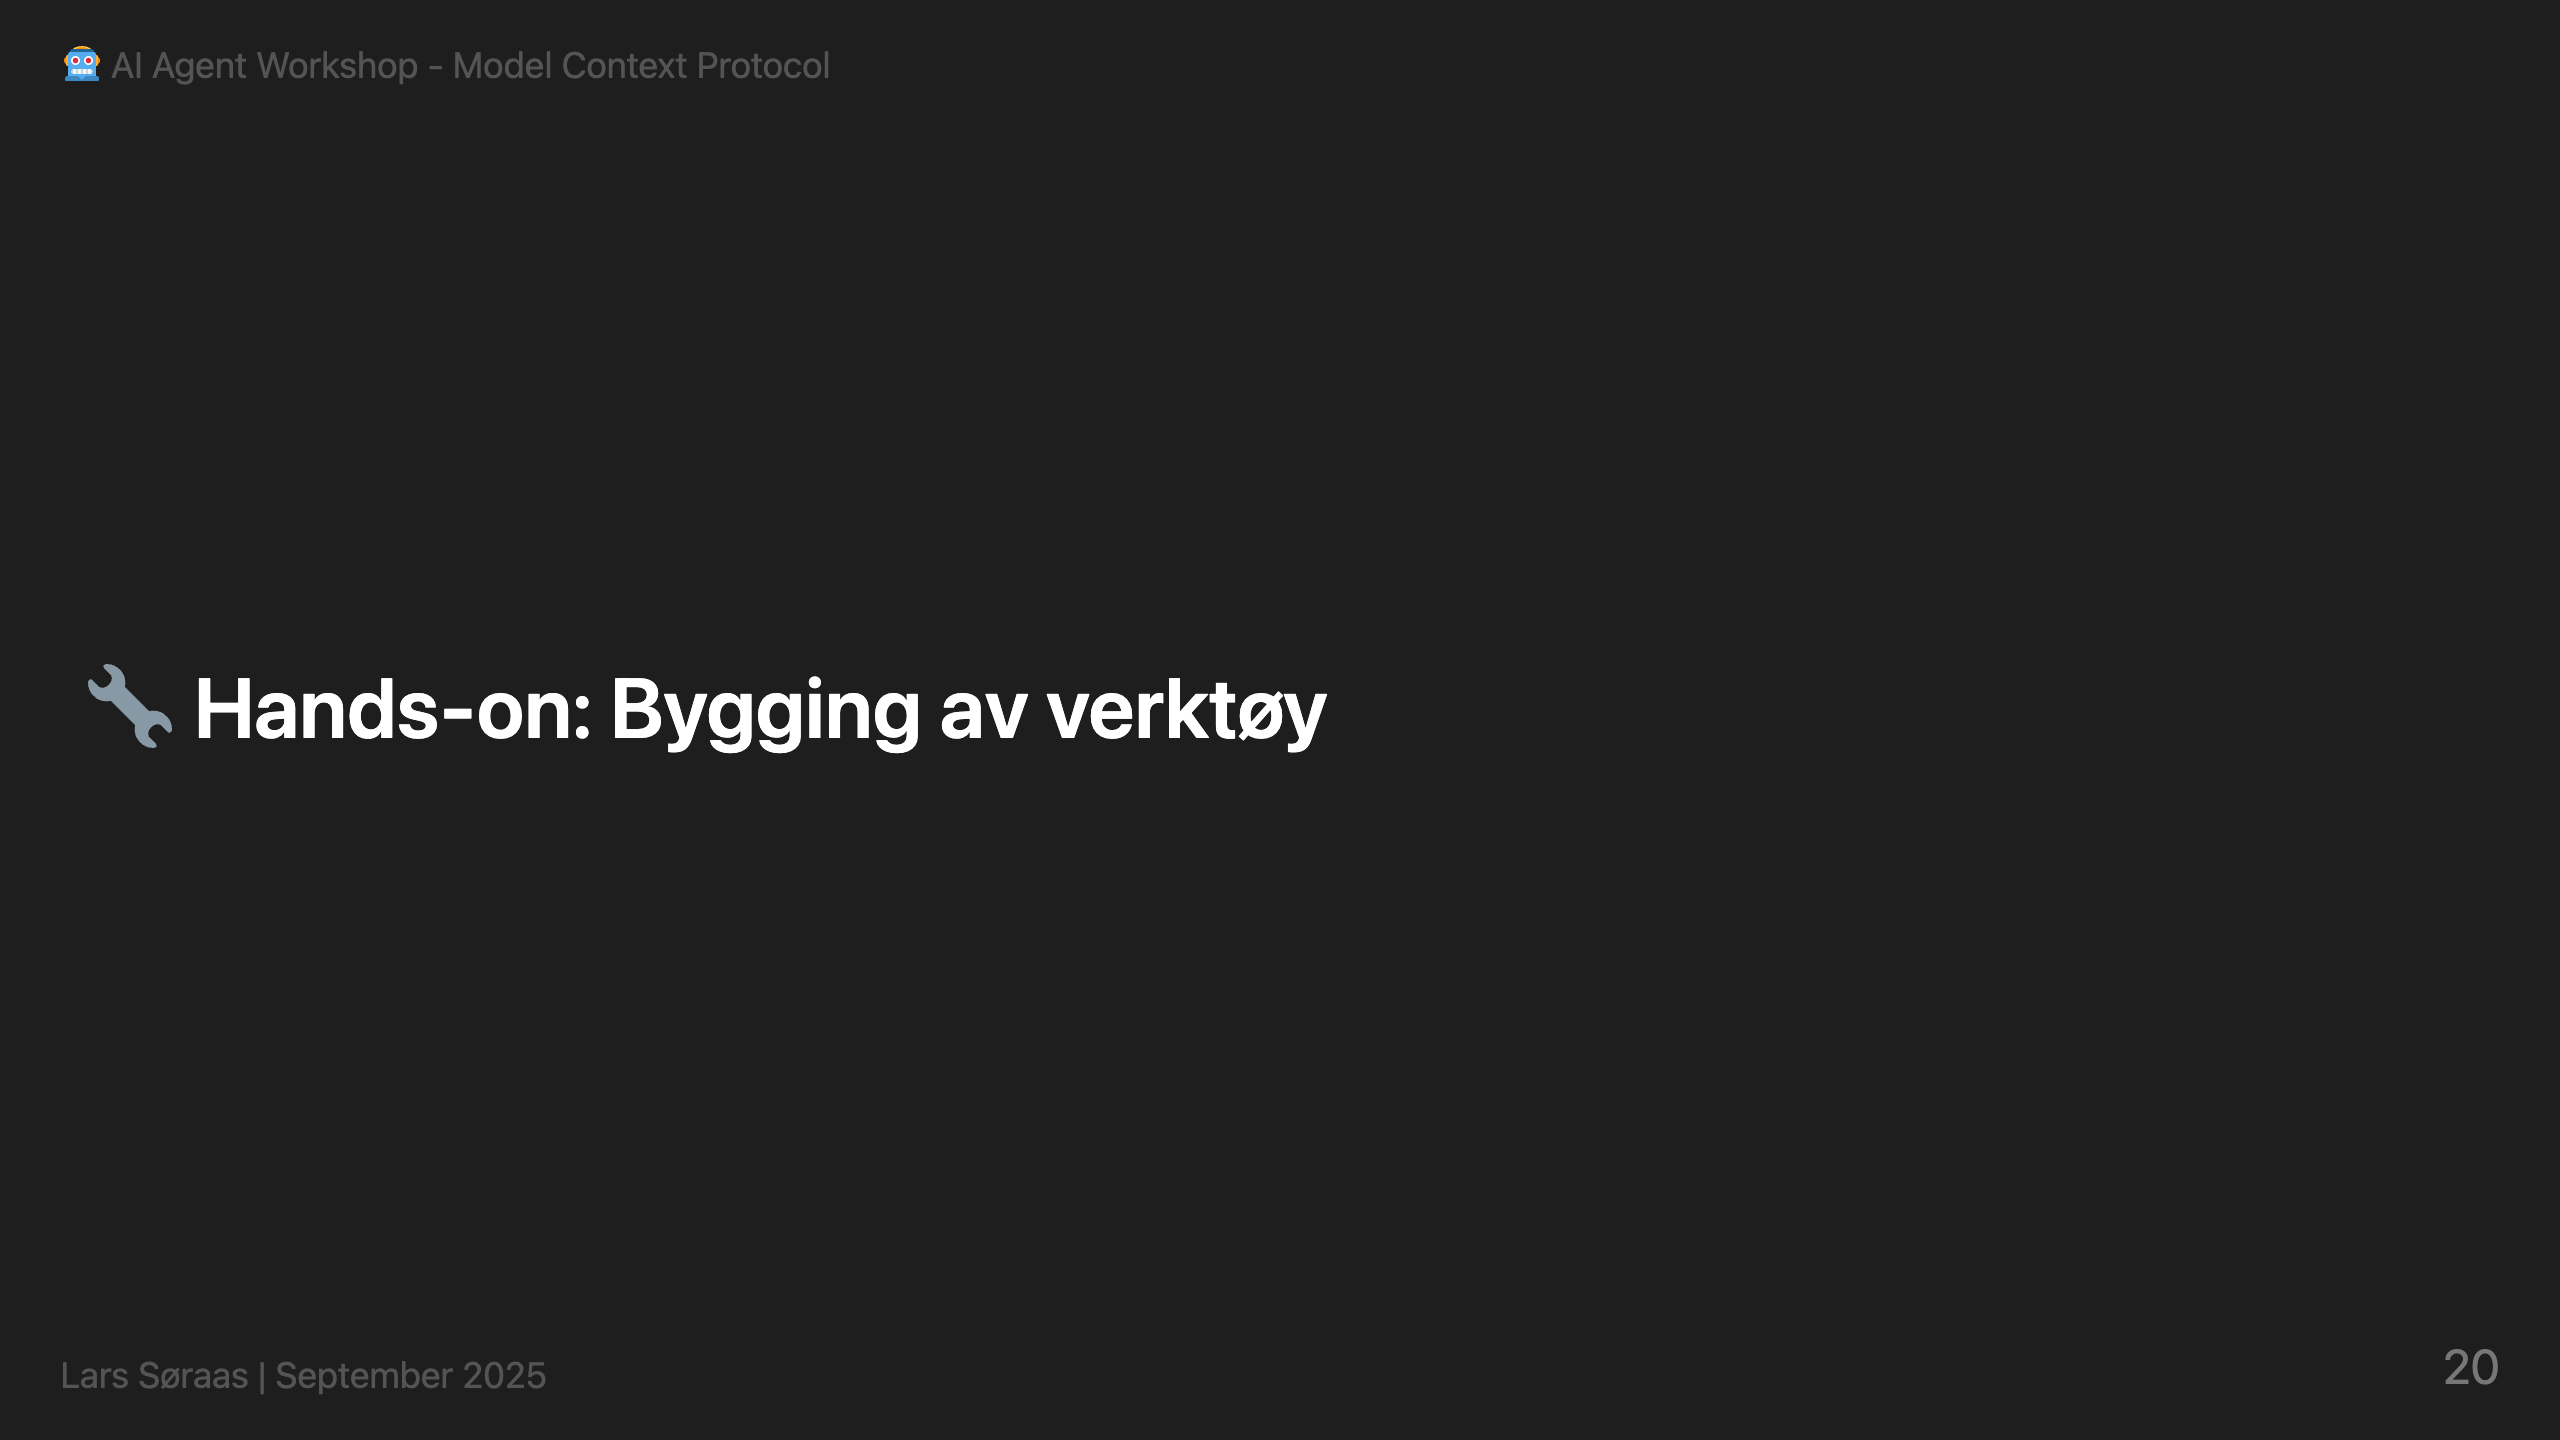 🤖 AI Agent Workshop - Model Context Protocol
🔧 Hands-on: Bygging av verktøy
Lars Søraas | September 2025
20